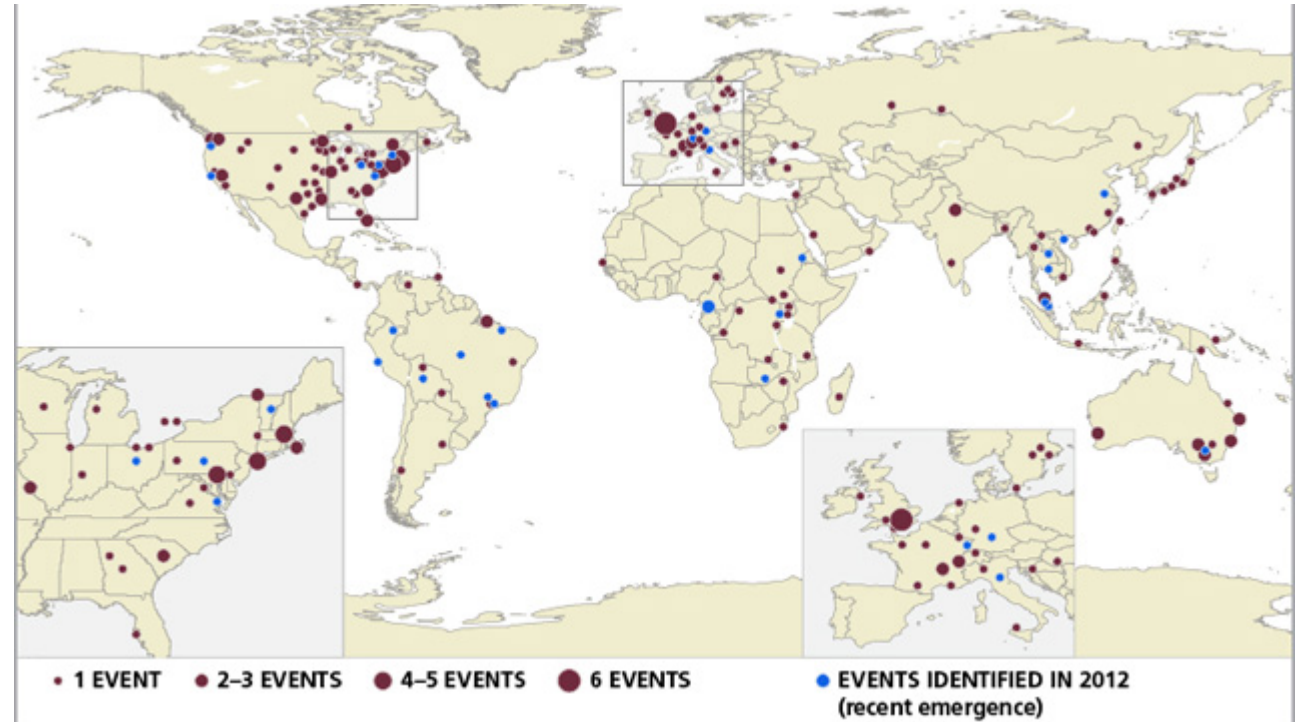 1 EVENT
2–3 EVENTS
4–5 EVENTS
6 EVENTS
EVENTS IDENTIFIED IN 2012
(recent emergence)